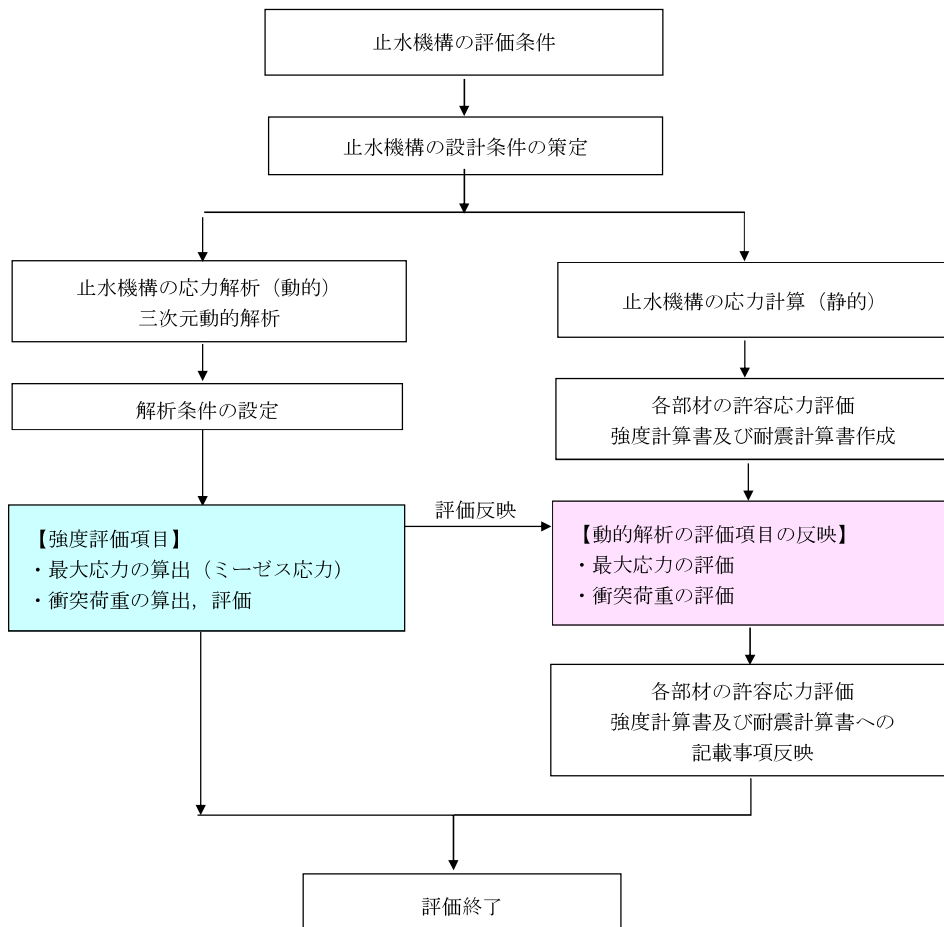 止水機構の評価条件
止水機構の設計条件の策定
止水機構の応力解析（動的）
三次元動的解析
解析条件の設定
【強度評価項目】
・最大応力の算出（ミーゼス応力）
・衝突荷重の算出，評価
評価反映
止水機構の応力計算（静的）
各部材の許容応力評価
強度計算書及び耐震計算書作成
【動的解析の評価項目の反映】
・最大応力の評価
・衝突荷重の評価
各部材の許容応力評価
強度計算書及び耐震計算書への
記載事項反映
評価終了